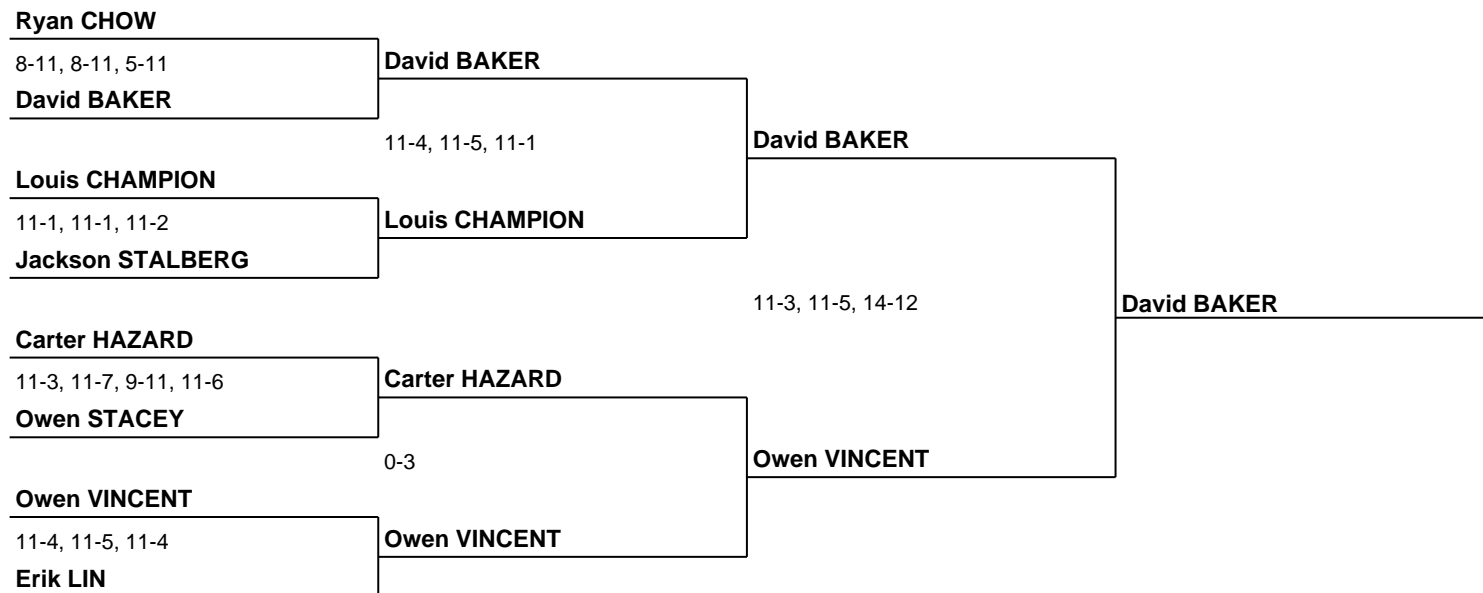 Ryan CHOW
8-11, 8-11, 5-11
David BAKER
David BAKER
11-4, 11-5, 11-1
David BAKER
Louis CHAMPION
11-1, 11-1, 11-2
Louis CHAMPION
Jackson STALBERG
11-3, 11-5, 14-12
David BAKER
Carter HAZARD
11-3, 11-7, 9-11, 11-6
Carter HAZARD
Owen STACEY
0-3
Owen VINCENT
Owen VINCENT
11-4, 11-5, 11-4
Owen VINCENT
Erik LIN